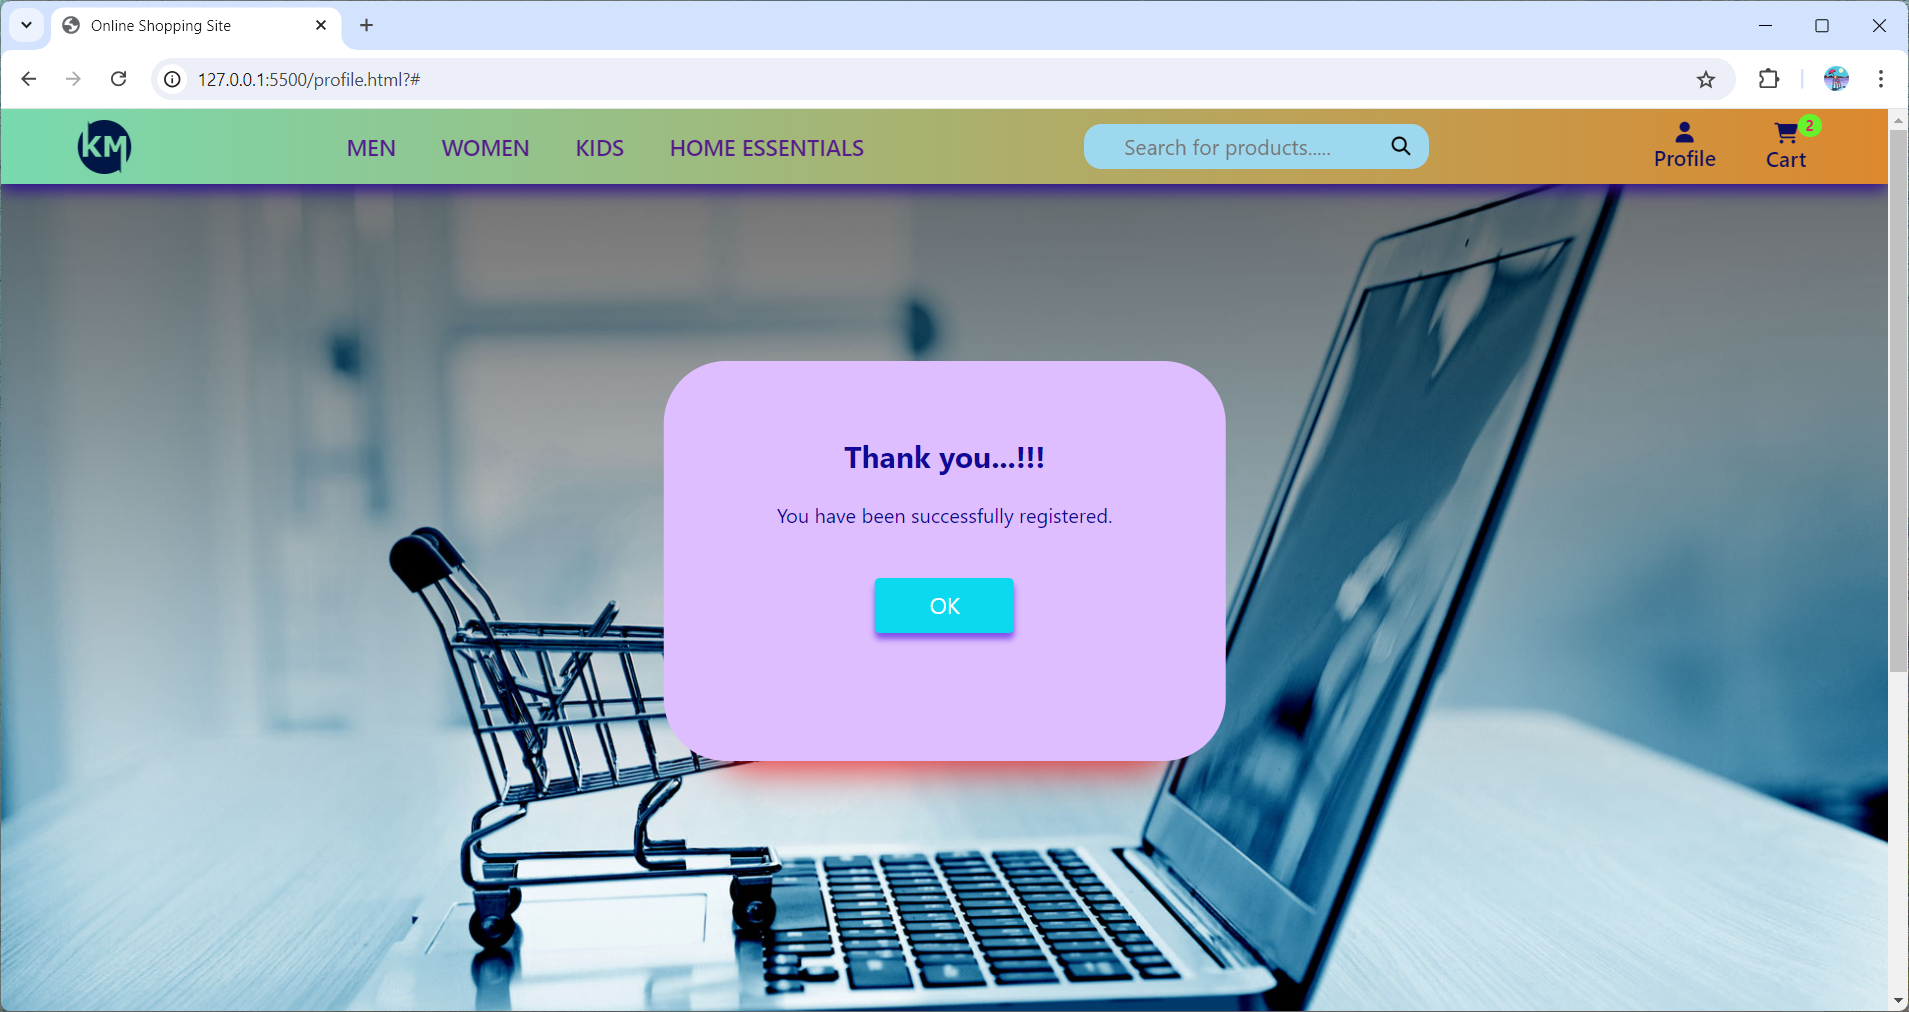 Online Shopping Site
127.0.0.1:5500/profile.html?#
KM
MEN WOMEN KIDS HOME ESSENTIALS
Search for products.....
Profile
2
Cart
Thank you...!!!
You have been successfully registered.
OK